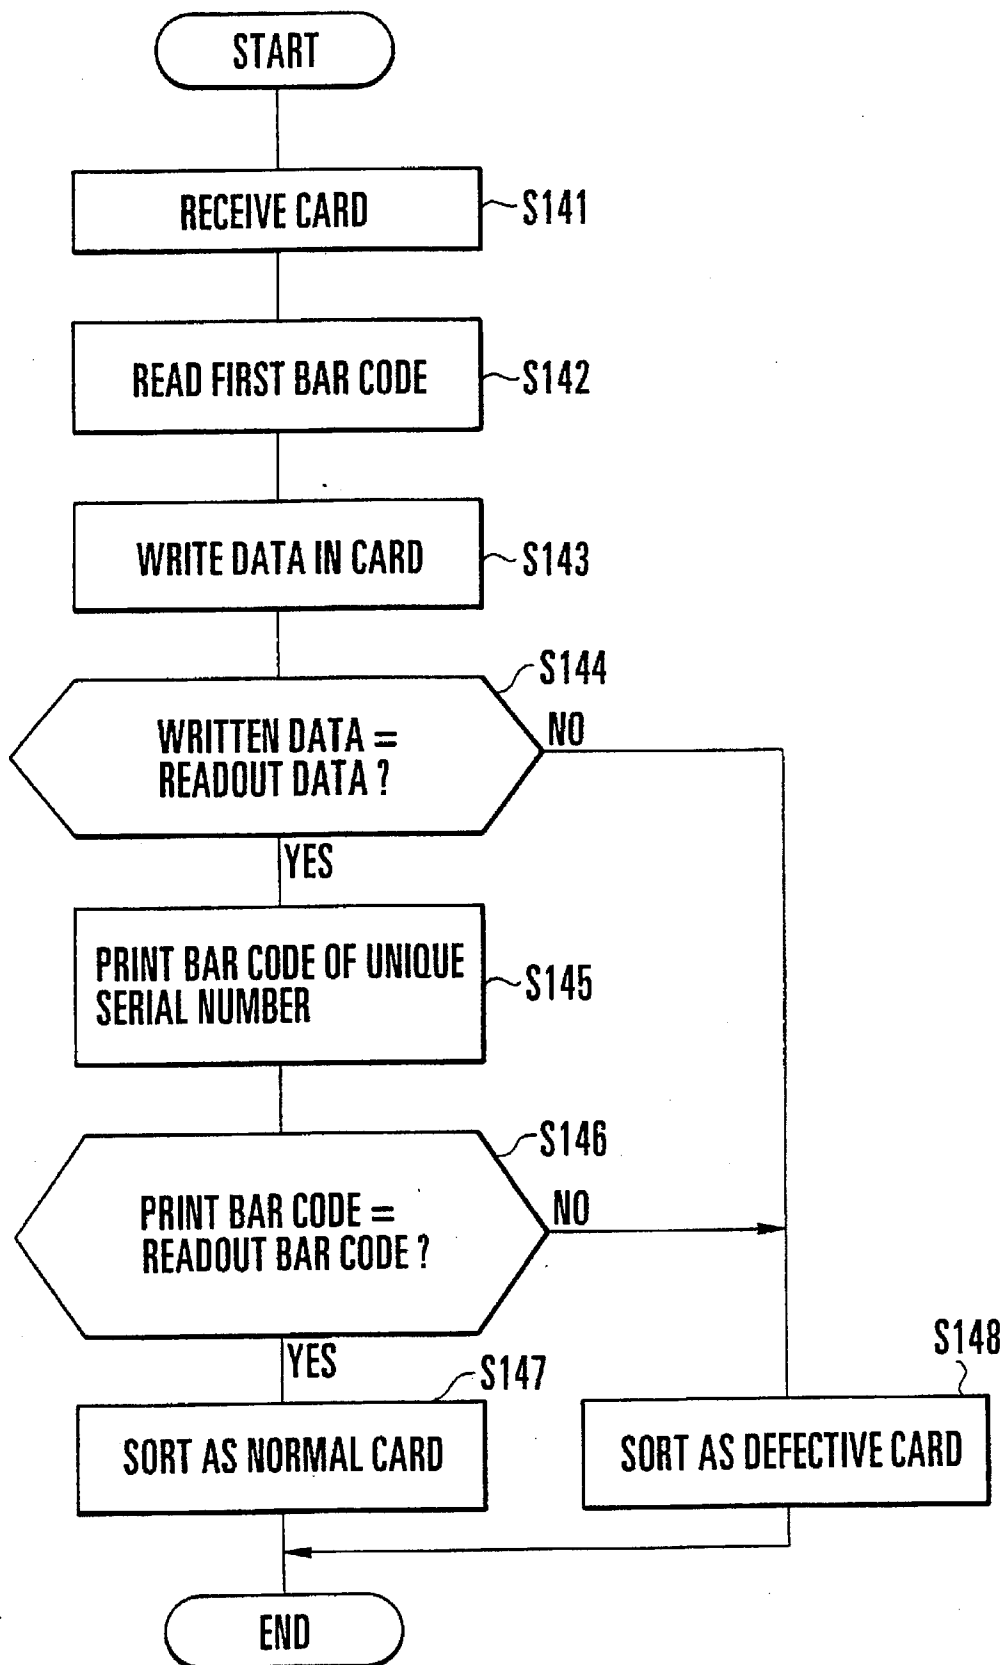 START
RECEIVE CARD
S141
READ FIRST BAR CODE
S142
WRITE DATA IN CARD
S143
S144
WRITTEN DATA =
READOUT DATA ?
NO
YES
PRINT BAR CODE OF UNIQUE
SERIAL NUMBER
S145
S146
PRINT BAR CODE =
READOUT BAR CODE ?
NO
YES
S147
SORT AS NORMAL CARD
S148
SORT AS DEFECTIVE CARD
END